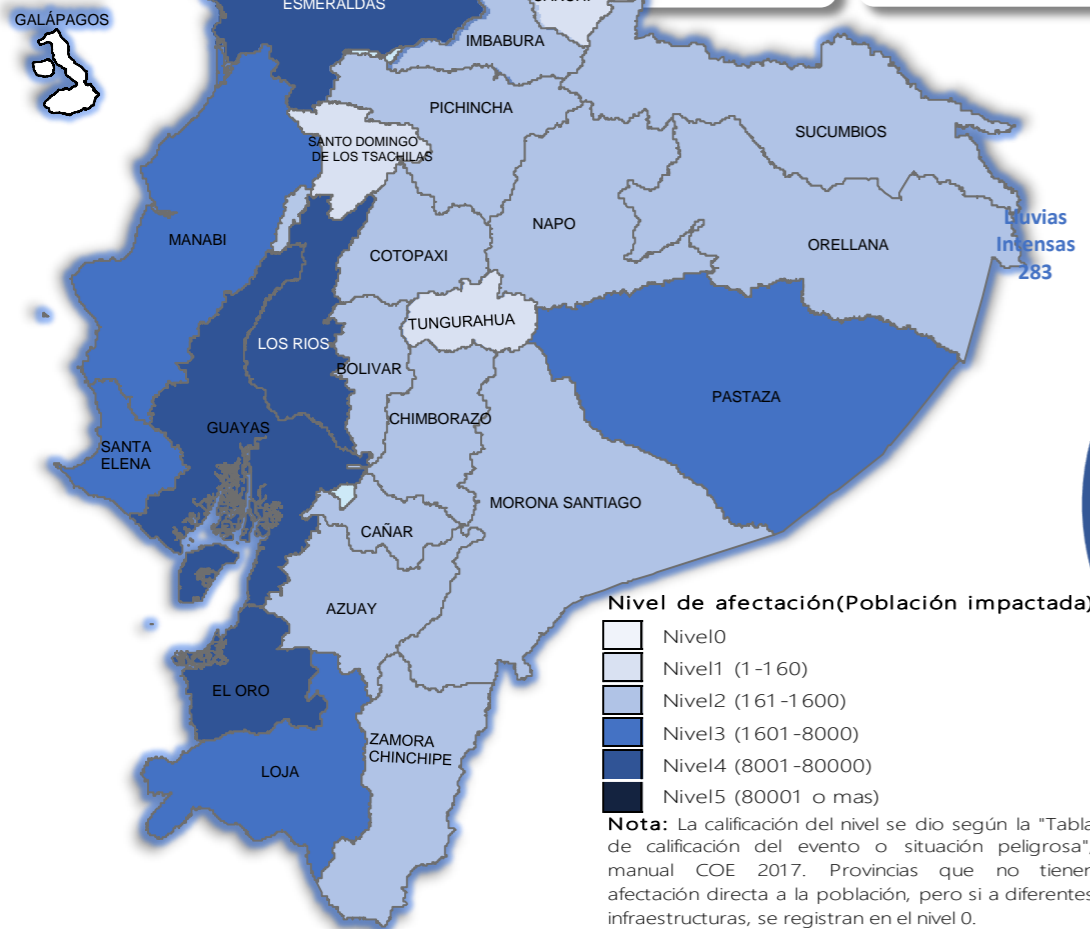 ESMERALDAS
GALÁPAGOS
IMBABURA
PICHINCHA
SUCUMBIOS
SANTO DOMINGO
DE LOS TSACHILAS
MANABI
NAPO
ORELLANA
Lluvias
Intensas
283
COTOPAXI
TUNGURAHUA
LOS RIOS
BOLIVAR
PASTAZA
CHIMBORAZO
GUAYAS
SANTA
ELENA
MORONA SANTIAGO
CAÑAR
AZUAY
EL ORO
ZAMORA
CHINCHIPE
LOJA
Nivel de afectación(Población impactada)
Nivel0
Nivel1 (1-160)
Nivel2 (161-1600)
Nivel3 (1601-8000)
Nivel4 (8001-80000)
Nivel5 (80001 o mas)
Nota: La calificación del nivel se dio según la "Tabla
de calificación del evento o situación peligrosa",
manual COE 2017. Provincias que no tienen
afectación directa a la población, pero si a diferentes
infraestructuras, se registran en el nivel 0.